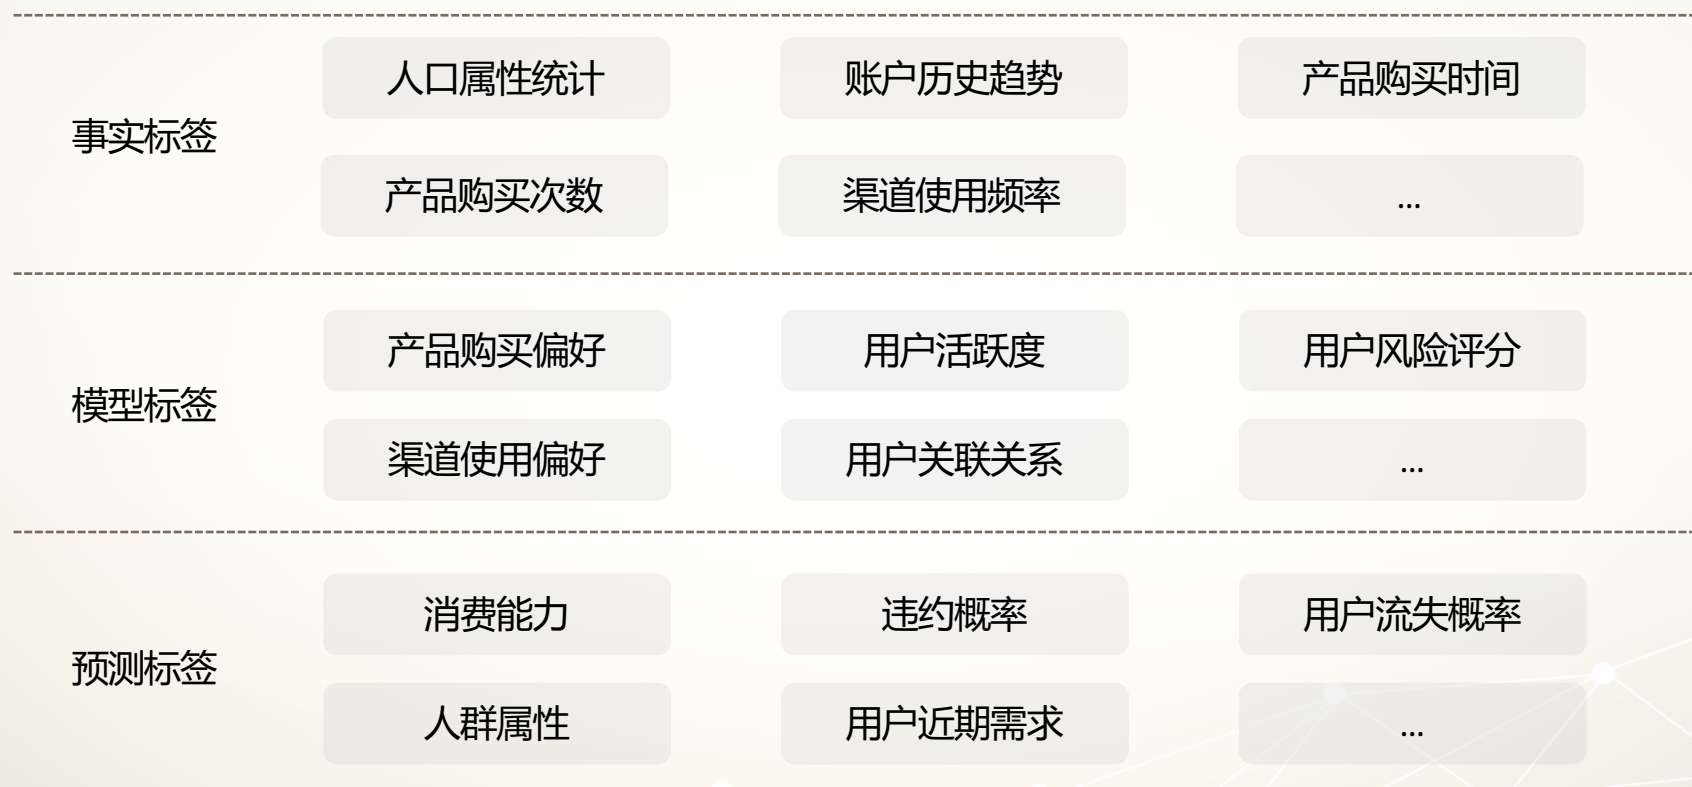 事实标签
人口属性统计
账户历史趋势
产品购买时间
产品购买次数
渠道使用频率
...
模型标签
产品购买偏好
用户活跃度
用户风险评分
渠道使用偏好
用户关联关系
...
预测标签
消费能力
违约概率
用户流失概率
人群属性
用户近期需求
...